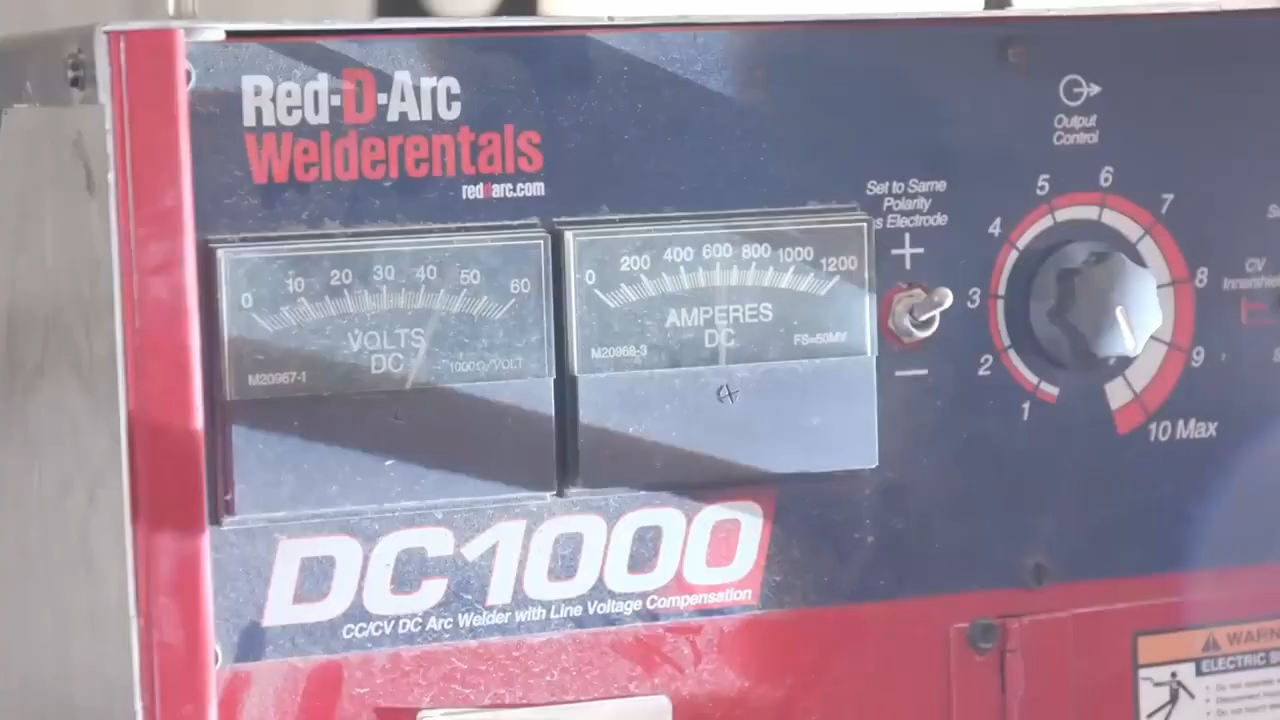 Red-D-Arc
Welderentals
reddarc.com
Output
Control
Set to Same
Polarity
as Electrode
+
−
0 10 20 30 40 50 60
VOLTS
DC
M20967-1
1000Ω/VOLT
0 200 400 600 800 1000 1200
AMPERES
DC
M20968-3
FS=50MV
1 2 3 4 5 6 7 8 9 10 Max
CV
DC1000
CC/CV DC Arc Welder with Line Voltage Compensation
WARN
ELECTRIC S